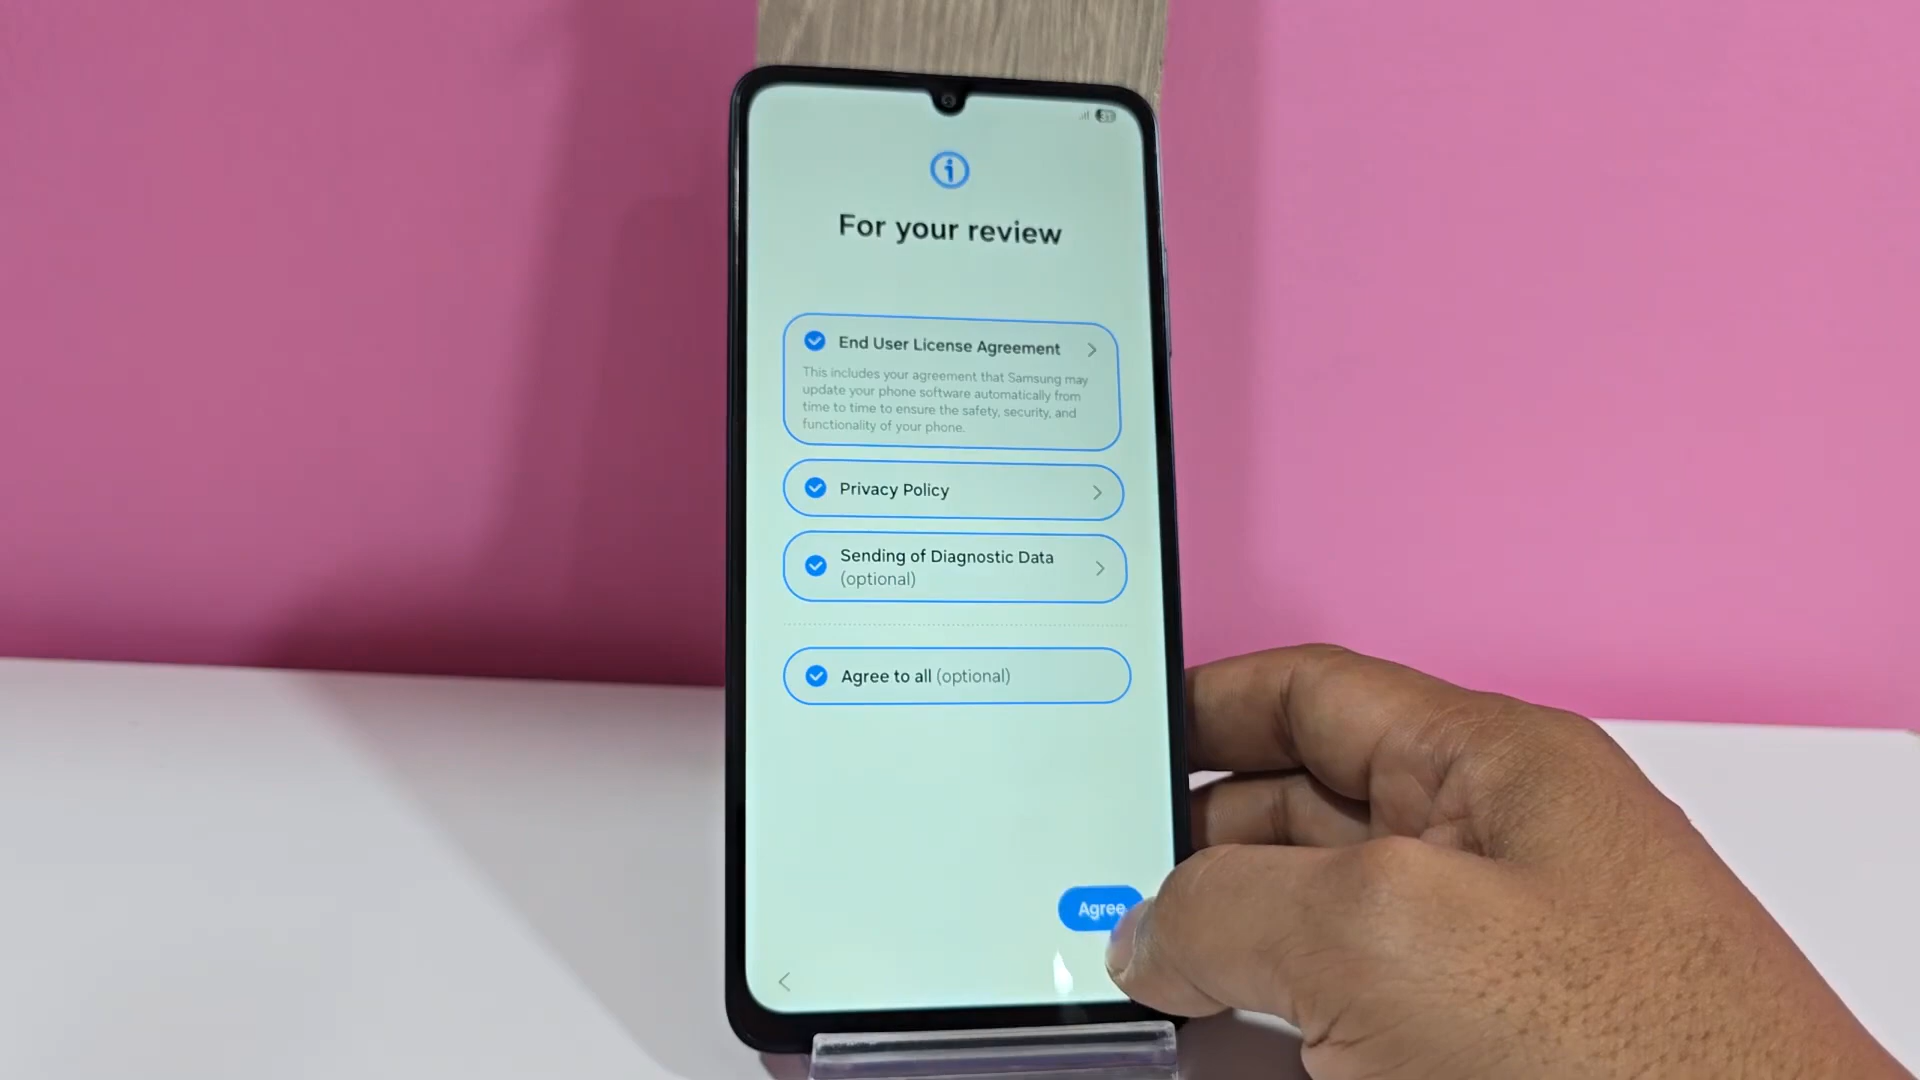 For your review
End User License Agreement
This includes your agreement that Samsung may
update your phone software automatically from
time to time to ensure the safety, security, and
functionality of your phone.
Privacy Policy
Sending of Diagnostic Data
(optional)
Agree to all (optional)
Agree